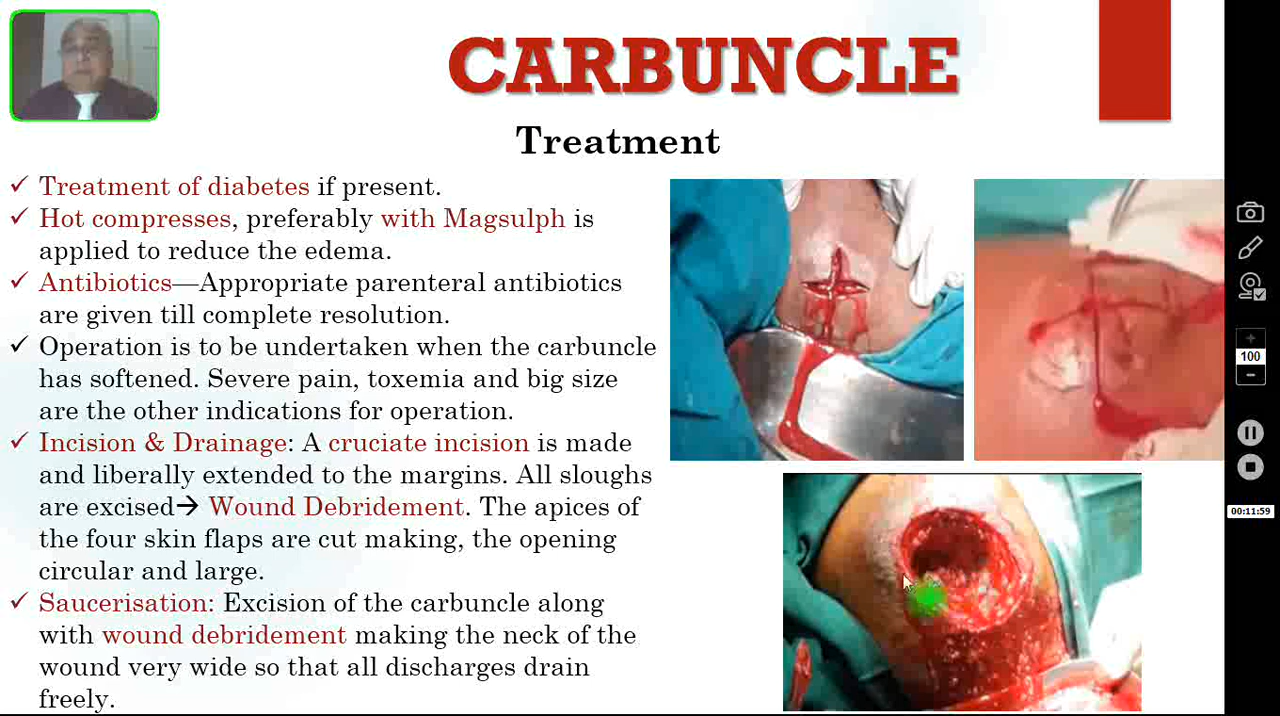 CARBUNCLE
Treatment
✓ Treatment of diabetes if present.
✓ Hot compresses, preferably with Magsulph is
applied to reduce the edema.
✓ Antibiotics—Appropriate parenteral antibiotics
are given till complete resolution.
✓ Operation is to be undertaken when the carbuncle
has softened. Severe pain, toxemia and big size
are the other indications for operation.
✓ Incision & Drainage: A cruciate incision is made
and liberally extended to the margins. All sloughs
are excised→ Wound Debridement. The apices of
the four skin flaps are cut making, the opening
circular and large.
✓ Saucerisation: Excision of the carbuncle along
with wound debridement making the neck of the
wound very wide so that all discharges drain
freely.
+
100
-
00:11:59